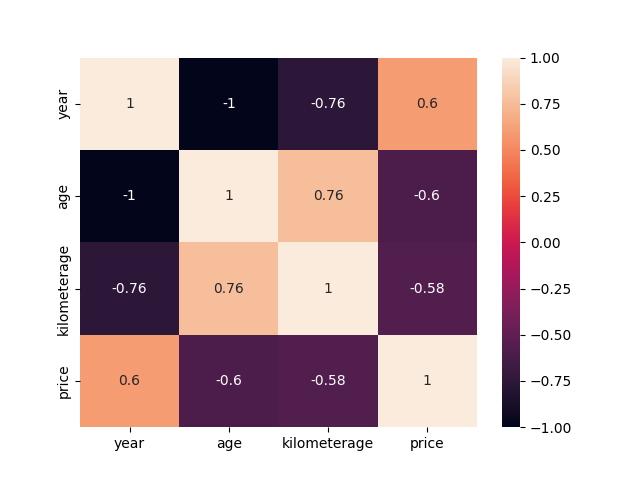 year 1 -1 -0.76 0.6
age -1 1 0.76 -0.6
kilometerage -0.76 0.76 1 -0.58
price 0.6 -0.6 -0.58 1
year age kilometerage price
1.00
0.75
0.50
0.25
0.00
−0.25
−0.50
−0.75
−1.00